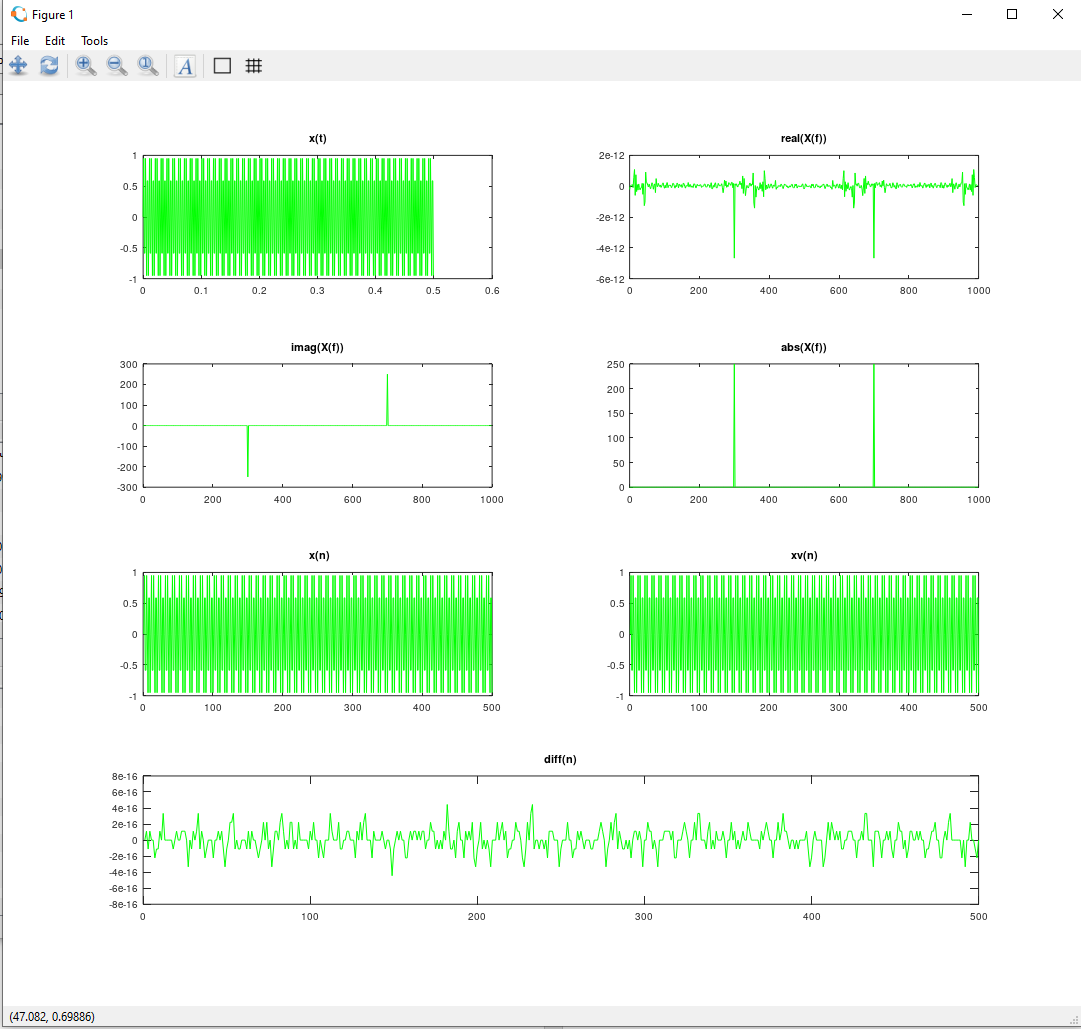 Figure 1
File Edit Tools
A
x(t)
1
0.5
0
-0.5
-1
0 0.1 0.2 0.3 0.4 0.5 0.6
real(X(f))
2e-12
0
-2e-12
-4e-12
-6e-12
0 200 400 600 800 1000
imag(X(f))
300
200
100
0
-100
-200
-300
0 200 400 600 800 1000
abs(X(f))
250
200
150
100
50
0
0 200 400 600 800 1000
x(n)
1
0.5
0
-0.5
-1
0 100 200 300 400 500
xv(n)
1
0.5
0
-0.5
-1
0 100 200 300 400 500
diff(n)
8e-16
6e-16
4e-16
2e-16
0
-2e-16
-4e-16
-6e-16
-8e-16
0 100 200 300 400 500
(47.082, 0.69886)